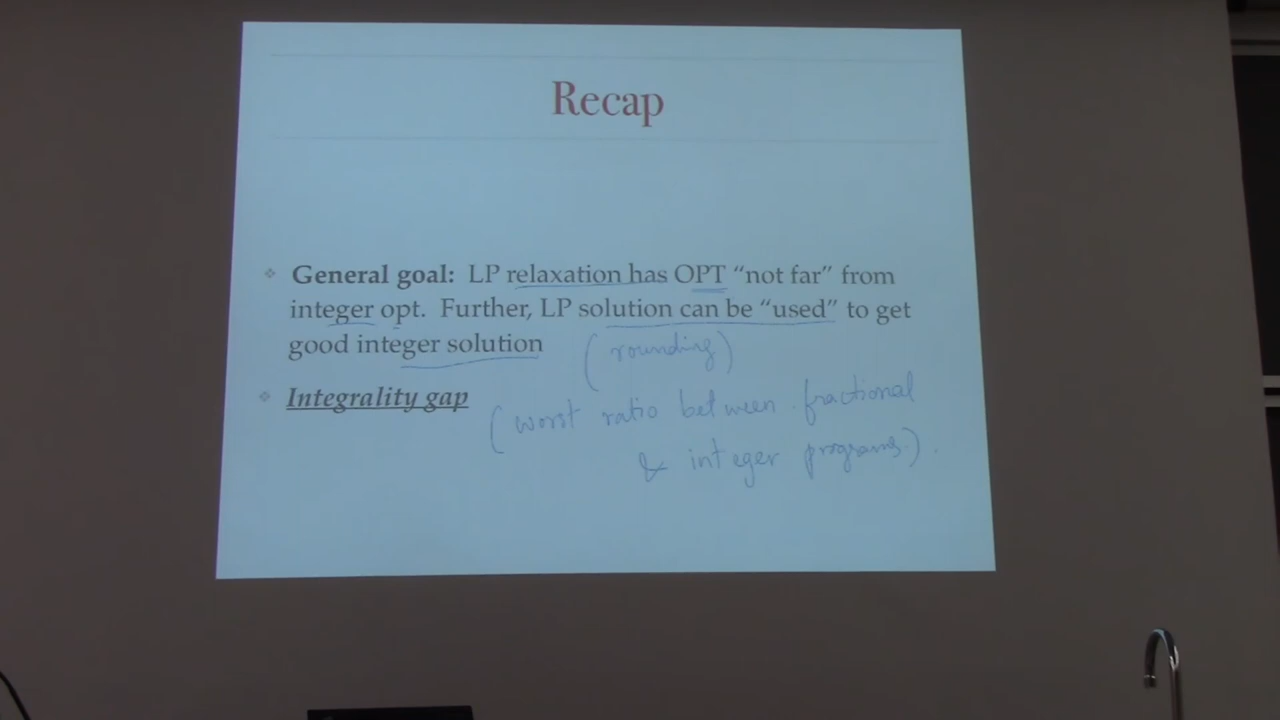 Recap
General goal: LP relaxation has OPT “not far” from
integer opt. Further, LP solution can be “used” to get
good integer solution (rounding)
Integrality gap (worst ratio between fractional
& integer programs).